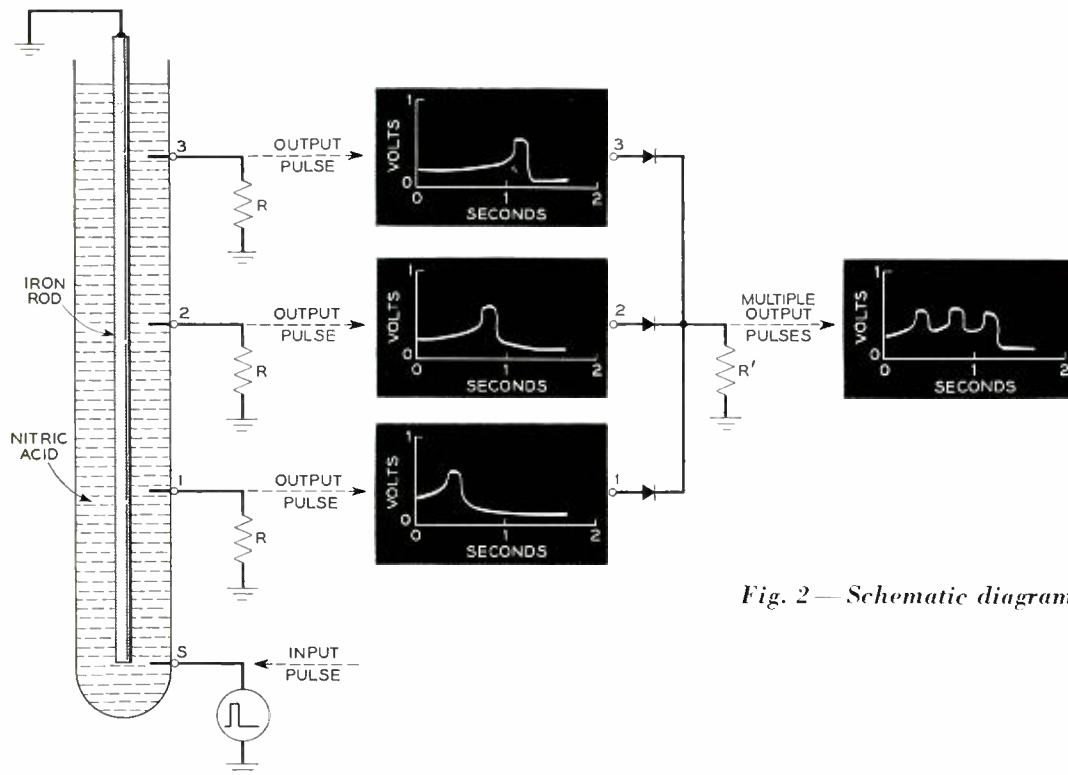 3
OUTPUT
PULSE
R
1
VOLTS
0
0
1
2
SECONDS
3
IRON
ROD
2
OUTPUT
PULSE
R
1
VOLTS
0
0
1
2
SECONDS
2
MULTIPLE
OUTPUT
PULSES
R′
1
VOLTS
0
0
1
2
SECONDS
NITRIC
ACID
1
OUTPUT
PULSE
R
1
VOLTS
0
0
1
2
SECONDS
1
S
INPUT
PULSE
Fig. 2 — Schematic diagram